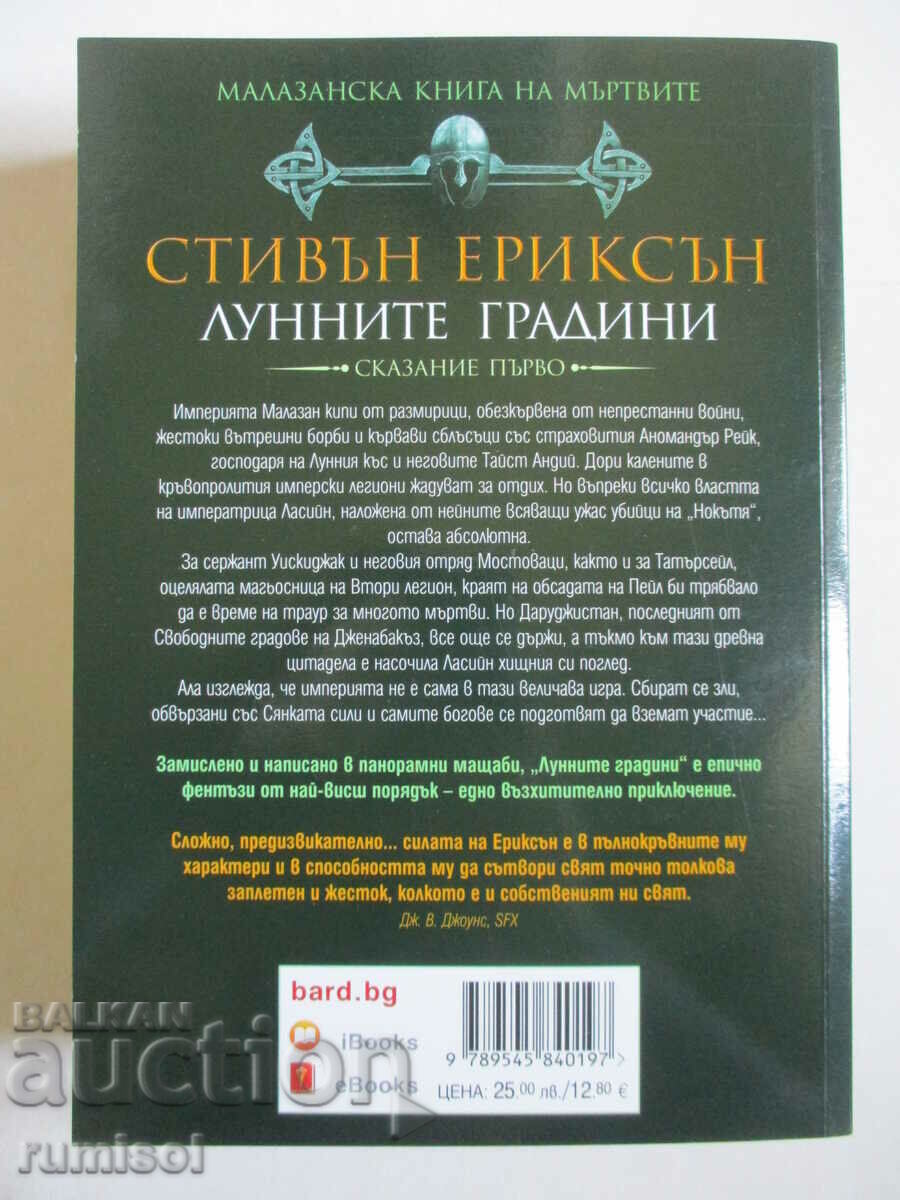 МАЛАЗАНСКА КНИГА НА МЪРТВИТЕ
СТИВЪН ЕРИКСЪН
ЛУННИТЕ ГРАДИНИ
СКАЗАНИЕ ПЪРВО
Империята Малазан кипи от размирици, обезкървена от непрестанни войни,
жестоки вътрешни борби и кървави сблъсъци със страховития Аномандър Рейк,
господаря на Лунния къс и неговите Тайст Андий. Дори калените в
кръвопролития имперски легиони жадуват за отдих. Но въпреки всичко властта
на императрица Ласийн, наложена от нейните всяващи ужас убийци на „Нокътя“,
остава абсолютна.
За сержант Уискиджак и неговия отряд Мостоваци, както и за Татърсейл,
оцелялата магьосница на Втори легион, краят на обсадата на Пейл би трябвало
да е време на траур за многото мъртви. Но Даруджистан, последният от
Свободните градове на Дженабакъз, все още се държи, а тъкмо към тази древна
цитадела е насочила Ласийн хищния си поглед.
Ала изглежда, че империята не е сама в тази величава игра. Сбират се зли,
обвързани със Сянката сили и самите богове се подготвят да вземат участие...
Замислено и написано в панорамни мащаби, „Лунните градини“ е епично
фентъзи от най-висш порядък – едно възхитително приключение.
Сложно, предизвикателно... силата на Ериксън е в пълнокръвните му
характери и в способността му да сътвори свят точно толкова
заплетен и жесток, колкото е и собственият ни свят.
Дж. В. Джоунс, SFX
bard.bg
iBooks
eBooks
9 789545 840197 >
ЦЕНА: 25.00 лв./12.80 €
BALKAN
auction
rumisol